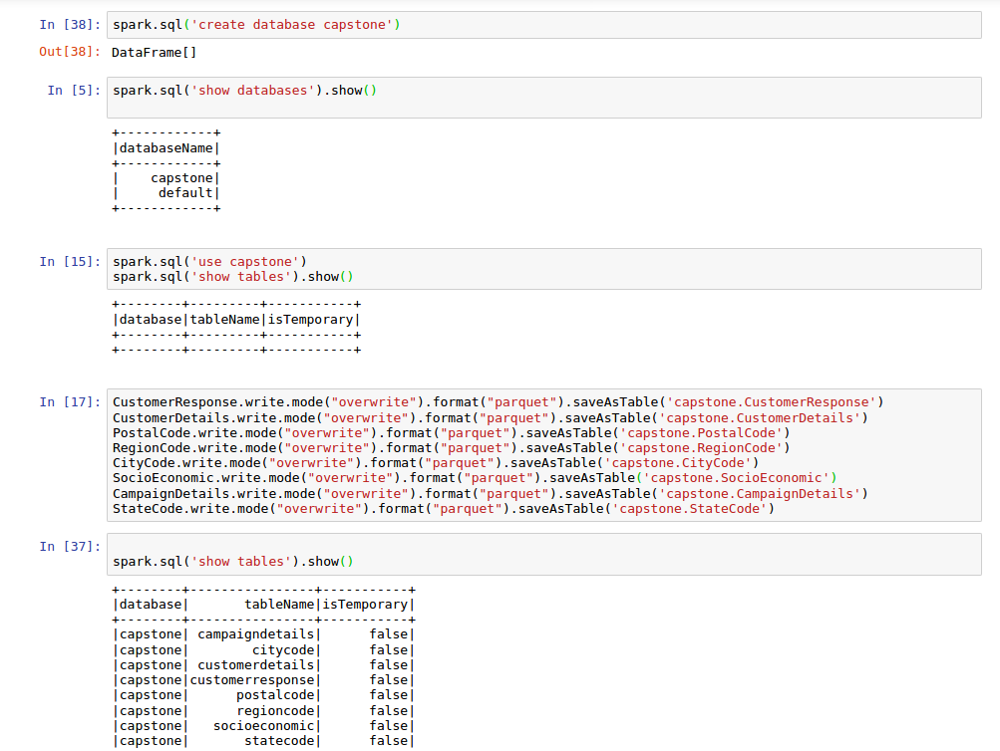 In [38]: spark.sql('create database capstone')
Out[38]: DataFrame[]
In [5]: spark.sql('show databases').show()
+------------+
|databaseName|
+------------+
|    capstone|
|     default|
+------------+
In [15]: spark.sql('use capstone')
spark.sql('show tables').show()
+--------+---------+-----------+
|database|tableName|isTemporary|
+--------+---------+-----------+
+--------+---------+-----------+
In [17]: CustomerResponse.write.mode("overwrite").format("parquet").saveAsTable('capstone.CustomerResponse')
CustomerDetails.write.mode("overwrite").format("parquet").saveAsTable('capstone.CustomerDetails')
PostalCode.write.mode("overwrite").format("parquet").saveAsTable('capstone.PostalCode')
RegionCode.write.mode("overwrite").format("parquet").saveAsTable('capstone.RegionCode')
CityCode.write.mode("overwrite").format("parquet").saveAsTable('capstone.CityCode')
SocioEconomic.write.mode("overwrite").format("parquet").saveAsTable('capstone.SocioEconomic')
CampaignDetails.write.mode("overwrite").format("parquet").saveAsTable('capstone.CampaignDetails')
StateCode.write.mode("overwrite").format("parquet").saveAsTable('capstone.StateCode')
In [37]:
spark.sql('show tables').show()
+--------+----------------+-----------+
|database|       tableName|isTemporary|
+--------+----------------+-----------+
|capstone| campaigndetails|      false|
|capstone|        citycode|      false|
|capstone| customerdetails|      false|
|capstone|customerresponse|      false|
|capstone|      postalcode|      false|
|capstone|      regioncode|      false|
|capstone|   socioeconomic|      false|
|capstone|       statecode|      false|